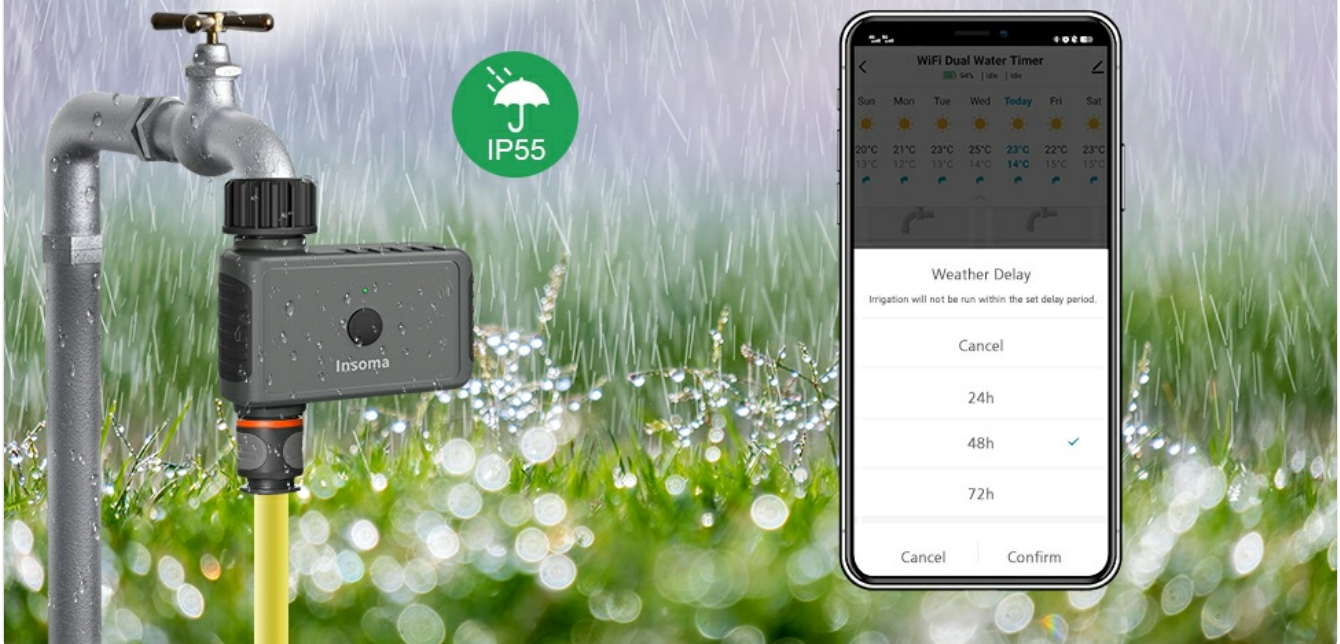 IP55
Insoma
WiFi Dual Water Timer
94% | Idle | Idle
Sun Mon Tue Wed Today Fri Sat
20°C 21°C 23°C 25°C 23°C 22°C 23°C
13°C 12°C 13°C 14°C 14°C 15°C 15°C
Weather Delay
Irrigation will not be run within the set delay period.
Cancel
24h
48h
72h
Cancel Confirm